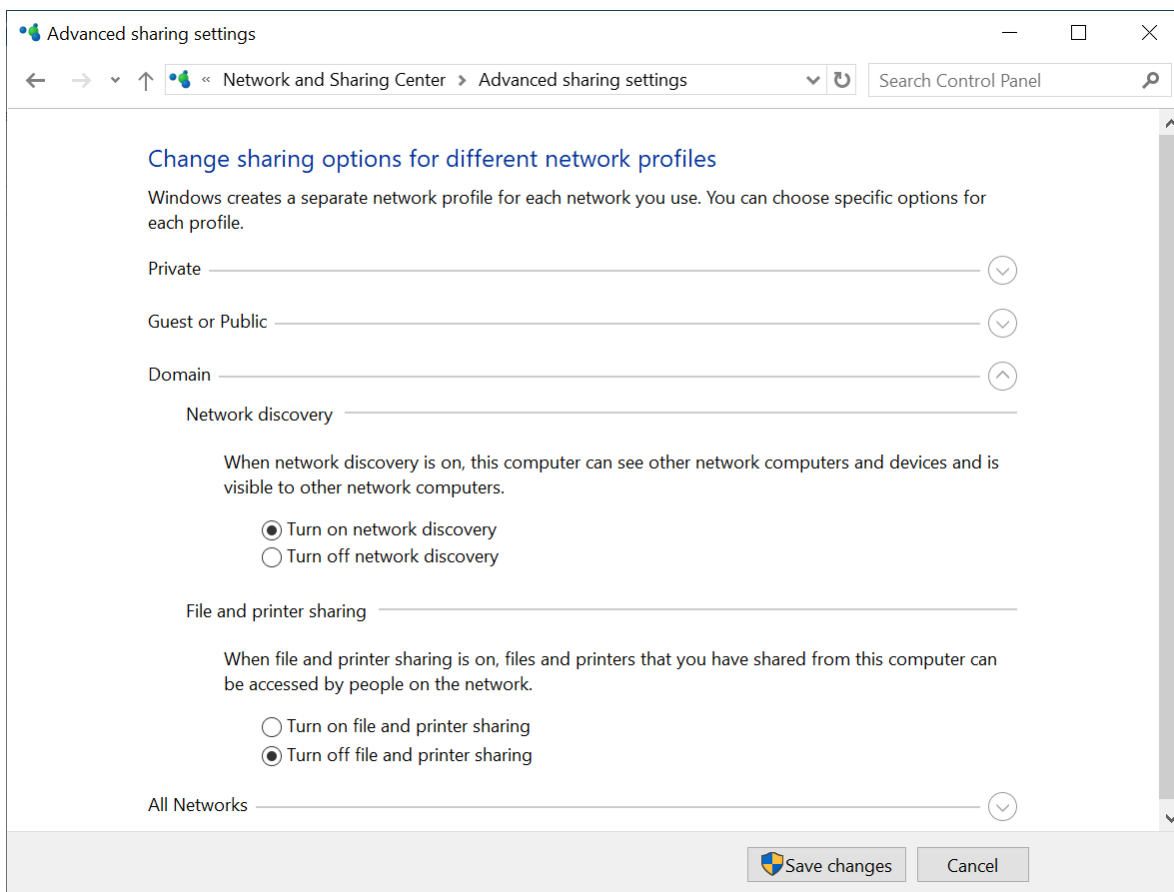 Advanced sharing settings
« Network and Sharing Center > Advanced sharing settings
Search Control Panel
Change sharing options for different network profiles
Windows creates a separate network profile for each network you use. You can choose specific options for
each profile.
Private
Guest or Public
Domain
Network discovery
When network discovery is on, this computer can see other network computers and devices and is
visible to other network computers.
Turn on network discovery
Turn off network discovery
File and printer sharing
When file and printer sharing is on, files and printers that you have shared from this computer can
be accessed by people on the network.
Turn on file and printer sharing
Turn off file and printer sharing
All Networks
Save changes
Cancel